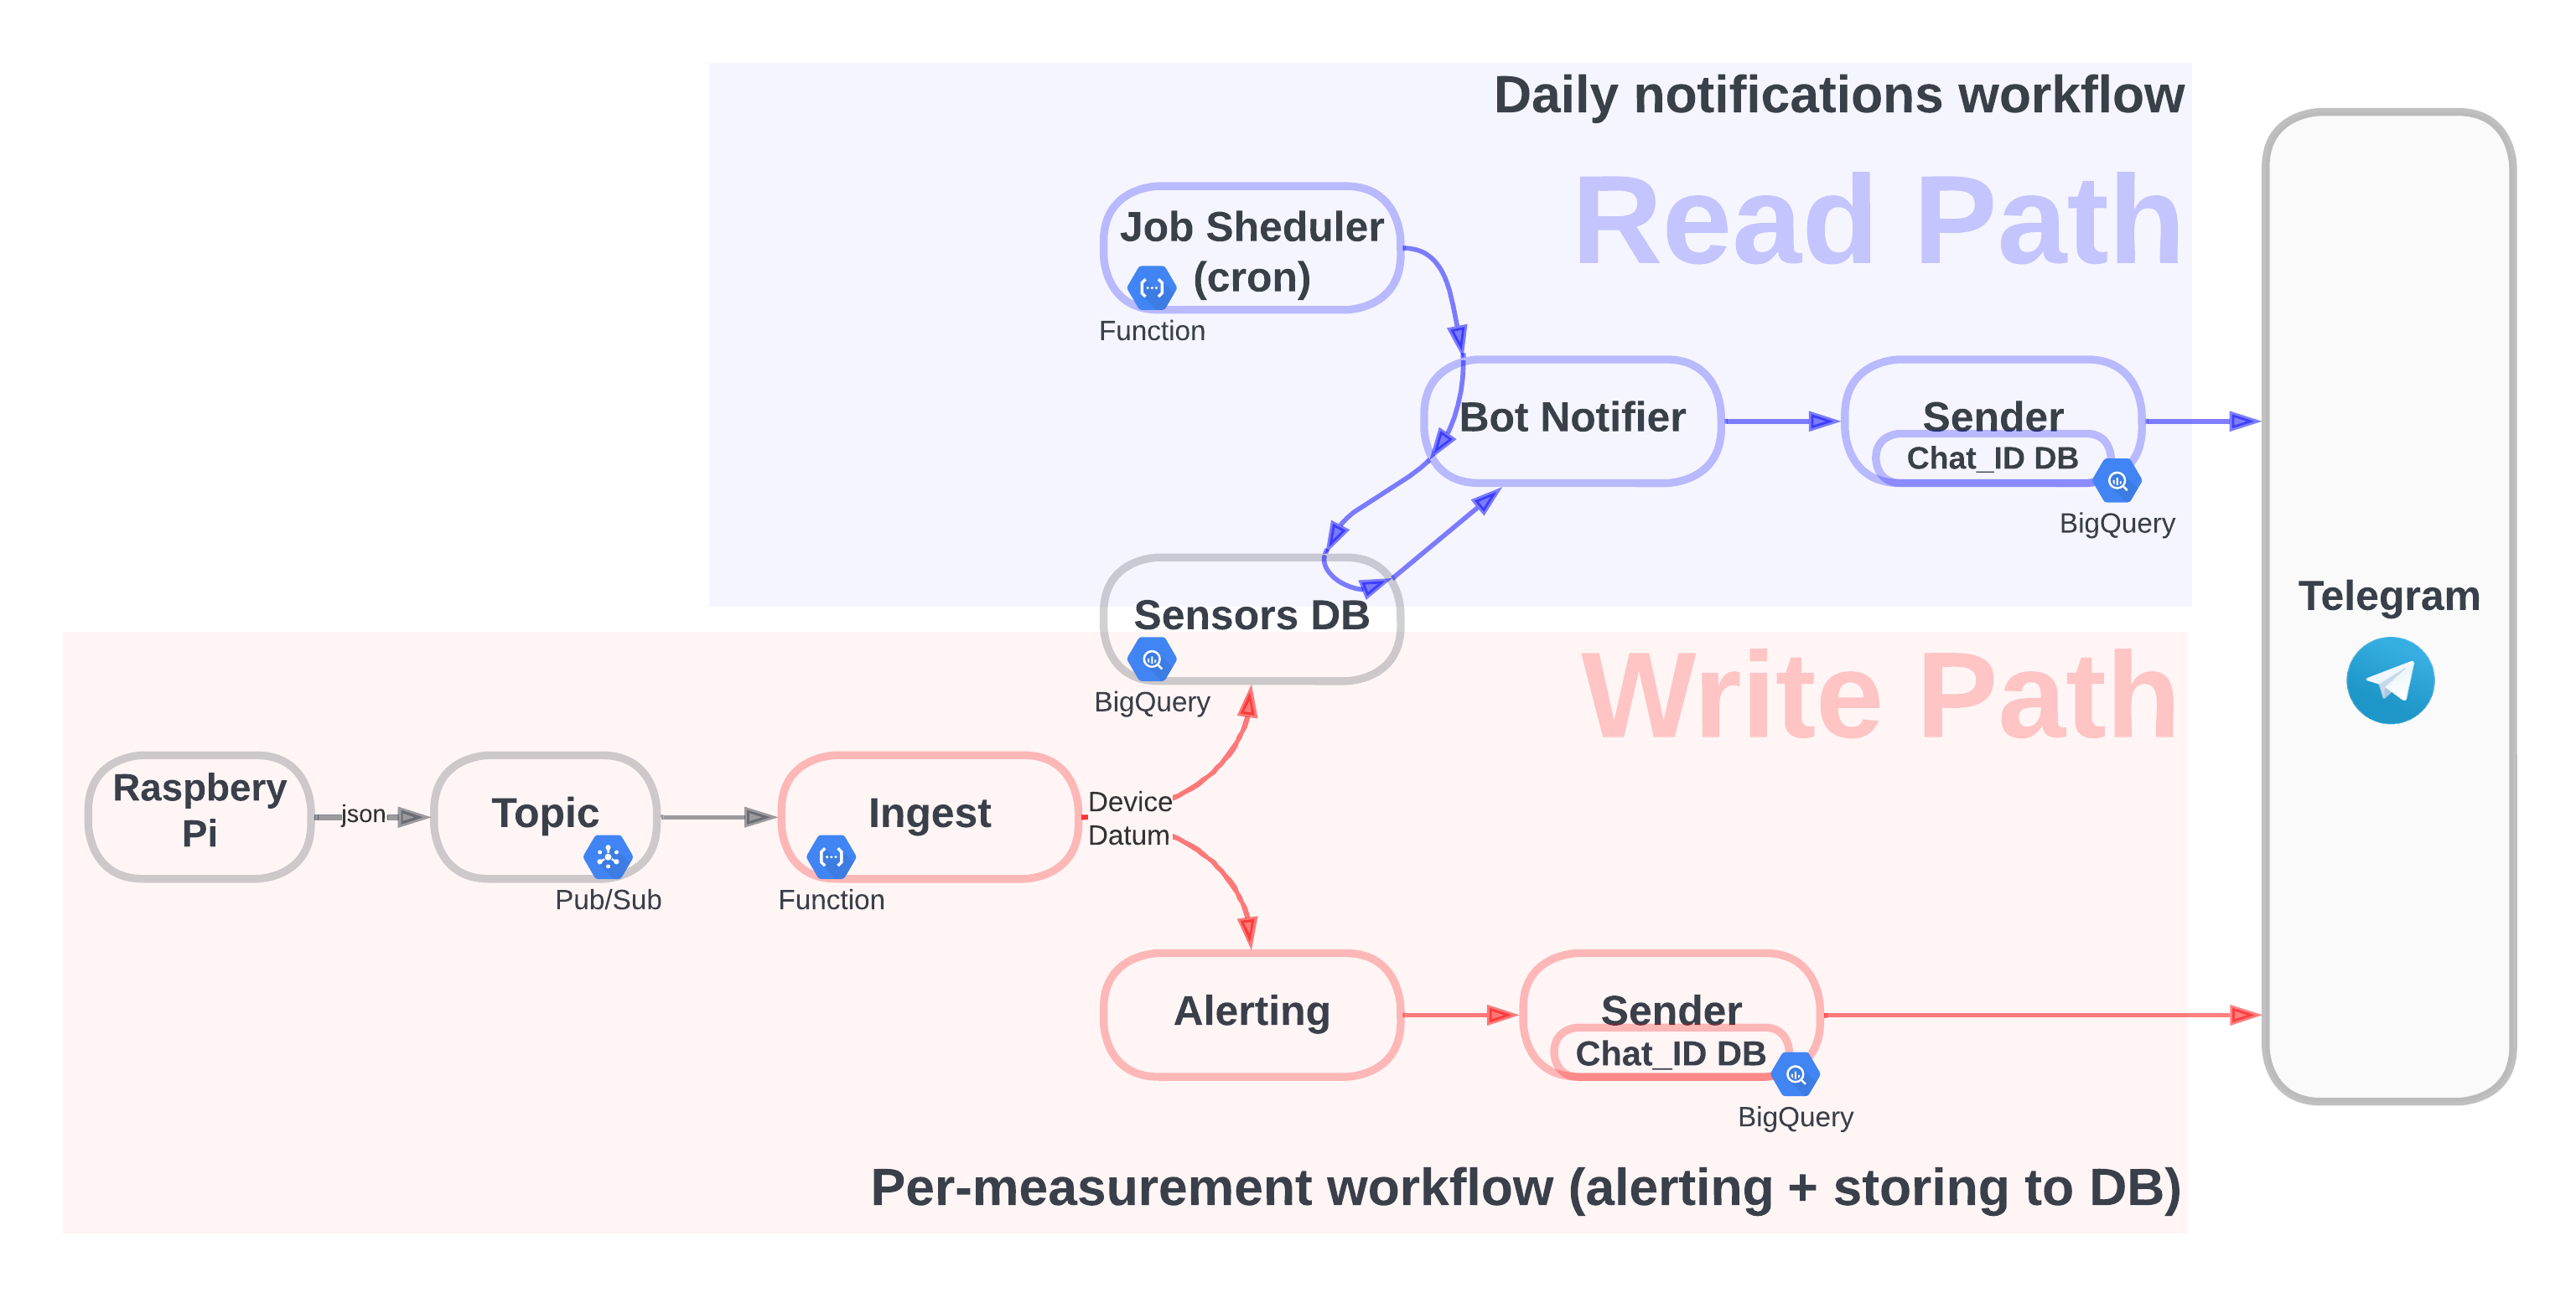 Daily notifications workflow
Read Path
Job Sheduler
(cron)
Function
Bot Notifier
Sender
Chat_ID DB
BigQuery
Sensors DB
BigQuery
Telegram
Write Path
Raspbery
Pi
json
Topic
Pub/Sub
Ingest
Function
Device
Datum
Alerting
Sender
Chat_ID DB
BigQuery
Per-measurement workflow (alerting + storing to DB)